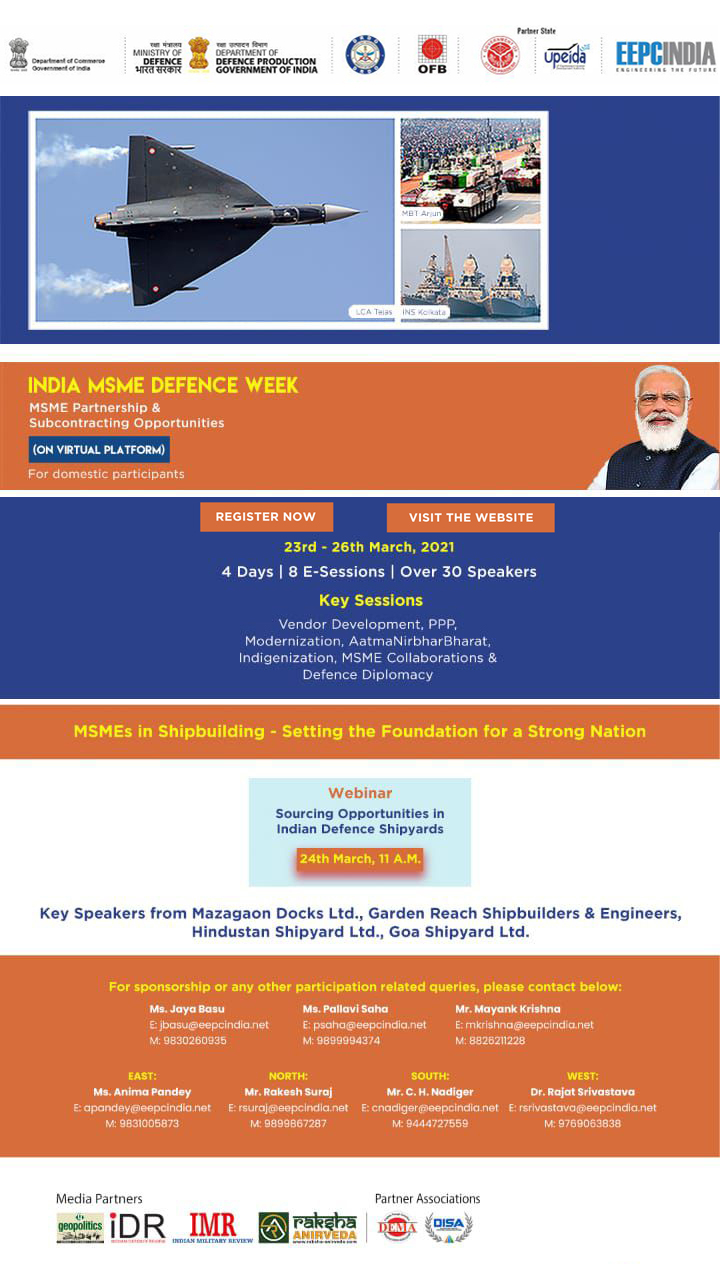 Partner State
Department of Commerce
Government of India
रक्षा मंत्रालय
MINISTRY OF
DEFENCE
भारत सरकार
रक्षा उत्पादन विभाग
DEPARTMENT OF
DEFENCE PRODUCTION
GOVERNMENT OF INDIA
OFB
upeida
EEPCINDIA
ENGINEERING THE FUTURE
MBT Arjun
LCA Tejas
INS Kolkata
INDIA MSME DEFENCE WEEK
MSME Partnership &
Subcontracting Opportunities
(ON VIRTUAL PLATFORM)
For domestic participants
REGISTER NOW
VISIT THE WEBSITE
23rd - 26th March, 2021
4 Days | 8 E-Sessions | Over 30 Speakers
Key Sessions
Vendor Development, PPP,
Modernization, AatmaNirbharBharat,
Indigenization, MSME Collaborations &
Defence Diplomacy
MSMEs in Shipbuilding - Setting the Foundation for a Strong Nation
Webinar
Sourcing Opportunities in
Indian Defence Shipyards
24th March, 11 A.M.
Key Speakers from Mazagaon Docks Ltd., Garden Reach Shipbuilders & Engineers,
Hindustan Shipyard Ltd., Goa Shipyard Ltd.
For sponsorship or any other participation related queries, please contact below:
Ms. Jaya Basu
E: jbasu@eepcindia.net
M: 9830260935
Ms. Pallavi Saha
E: psaha@eepcindia.net
M: 9899994374
Mr. Mayank Krishna
E: mkrishna@eepcindia.net
M: 8826211228
EAST:
Ms. Anima Pandey
E: apandey@eepcindia.net
M: 9831005873
NORTH:
Mr. Rakesh Suraj
E: rsuraj@eepcindia.net
M: 9899867287
SOUTH:
Mr. C. H. Nadiger
E: cnadiger@eepcindia.net
M: 9444727559
WEST:
Dr. Rajat Srivastava
E: rsrivastava@eepcindia.net
M: 9769063838
Media Partners
Partner Associations
geopolitics
iDR
INDIAN DEFENCE REVIEW
IMR
INDIAN MILITARY REVIEW
raksha
ANIRVEDA
www.raksha-anirveda.com
DEMA
DISA